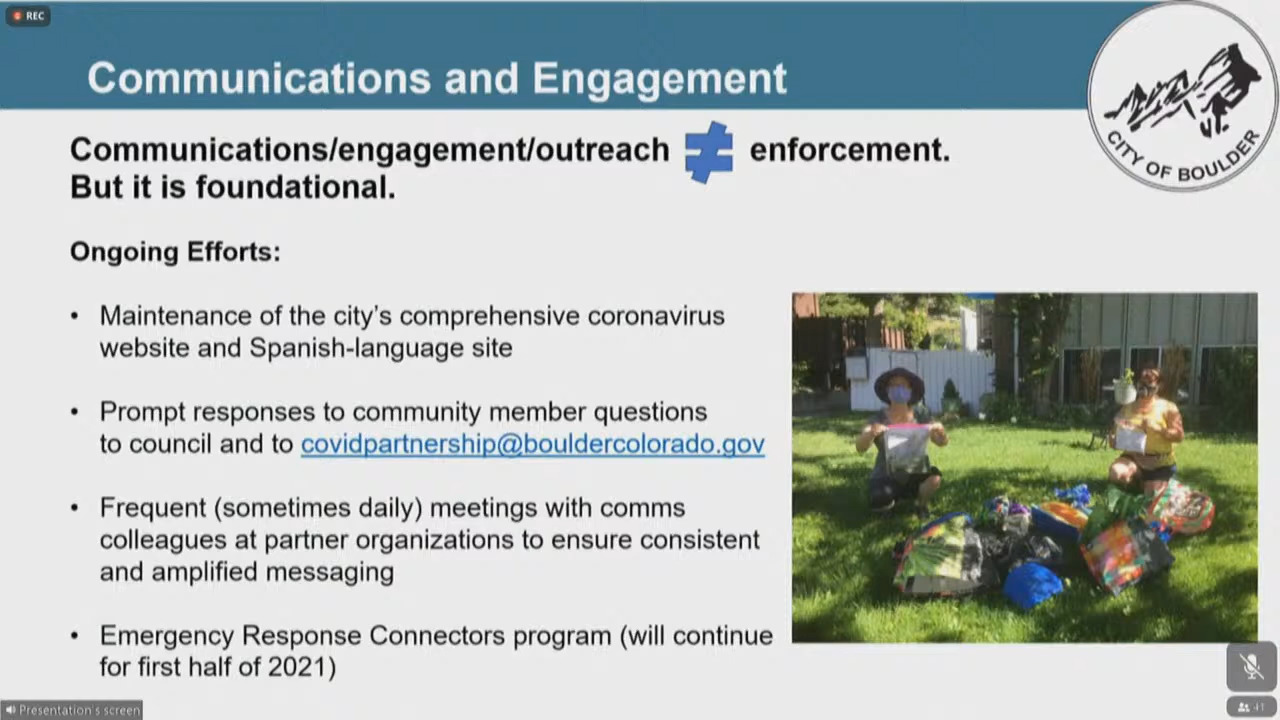 REC
Communications and Engagement
CITY OF BOULDER
Communications/engagement/outreach ≠ enforcement.
But it is foundational.
Ongoing Efforts:
• Maintenance of the city's comprehensive coronavirus
website and Spanish-language site
• Prompt responses to community member questions
to council and to covidpartnership@bouldercolorado.gov
• Frequent (sometimes daily) meetings with comms
colleagues at partner organizations to ensure consistent
and amplified messaging
• Emergency Response Connectors program (will continue
for first half of 2021)
Presentation's screen